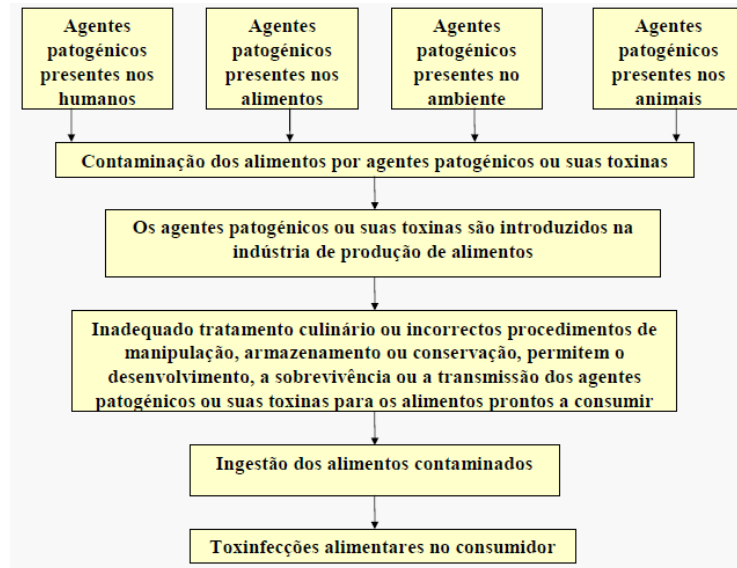 Agentes
patogénicos
presentes nos
humanos
Agentes
patogénicos
presentes nos
alimentos
Agentes
patogénicos
presentes no
ambiente
Agentes
patogénicos
presentes nos
animais
Contaminação dos alimentos por agentes patogénicos ou suas toxinas
Os agentes patogénicos ou suas toxinas são introduzidos na
indústria de produção de alimentos
Inadequado tratamento culinário ou incorrectos procedimentos de
manipulação, armazenamento ou conservação, permitem o
desenvolvimento, a sobrevivência ou a transmissão dos agentes
patogénicos ou suas toxinas para os alimentos prontos a consumir
Ingestão dos alimentos contaminados
Toxinfecções alimentares no consumidor